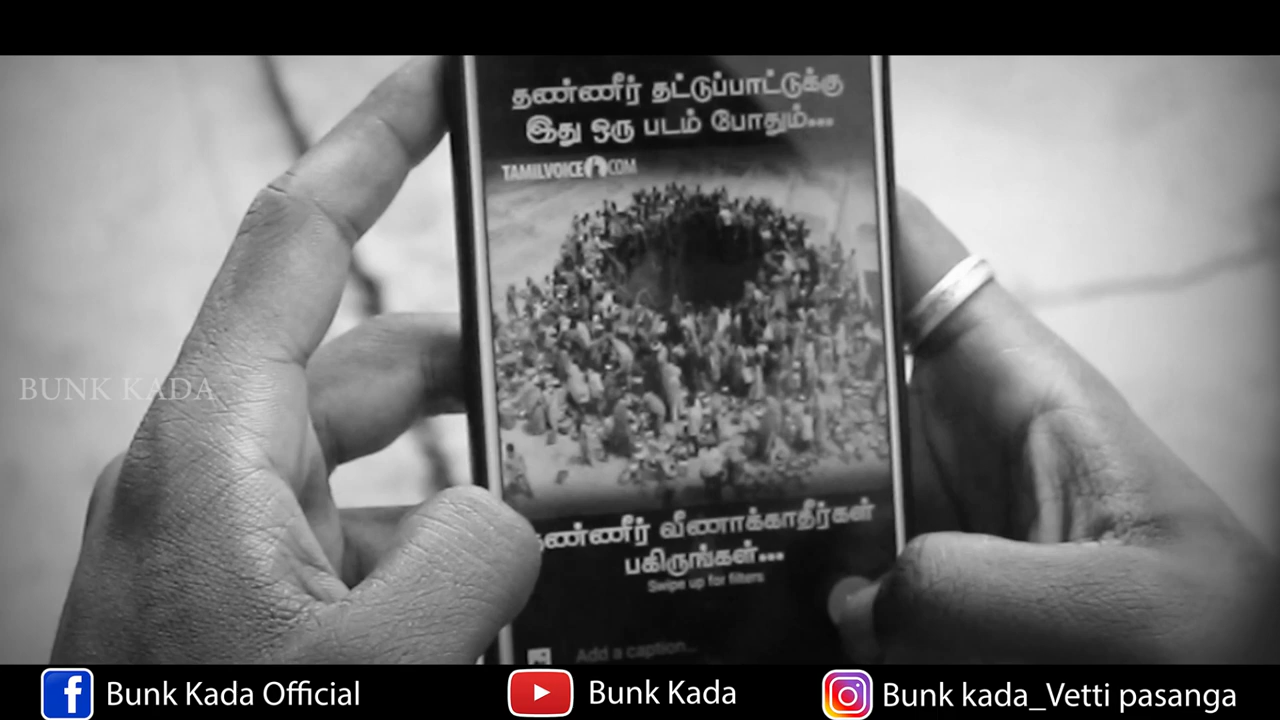 தண்ணீர் தட்டுப்பாட்டுக்கு
இது ஒரு படம் போதும்...
TAMILVOICE COM
BUNK KADA
தண்ணீர் வீணாக்காதீர்கள்
பகிருங்கள்...
Swipe up for filters
Add a caption...
Bunk Kada Official
Bunk Kada
Bunk kada_Vetti pasanga